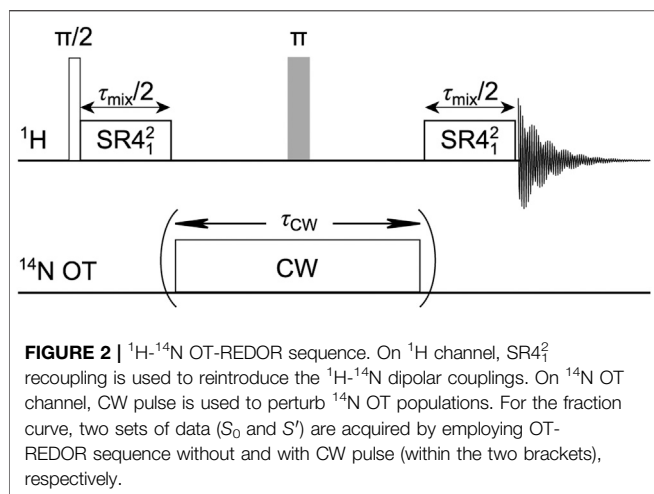 π/2
π
τmix/2
τmix/2
¹H
SR4²₁
SR4²₁
τCW
¹⁴N OT
CW
FIGURE 2 | ¹H-¹⁴N OT-REDOR sequence. On ¹H channel, SR4²₁
recoupling is used to reintroduce the ¹H-¹⁴N dipolar couplings. On ¹⁴N OT
channel, CW pulse is used to perturb ¹⁴N OT populations. For the fraction
curve, two sets of data (S₀ and S′) are acquired by employing OT-
REDOR sequence without and with CW pulse (within the two brackets),
respectively.